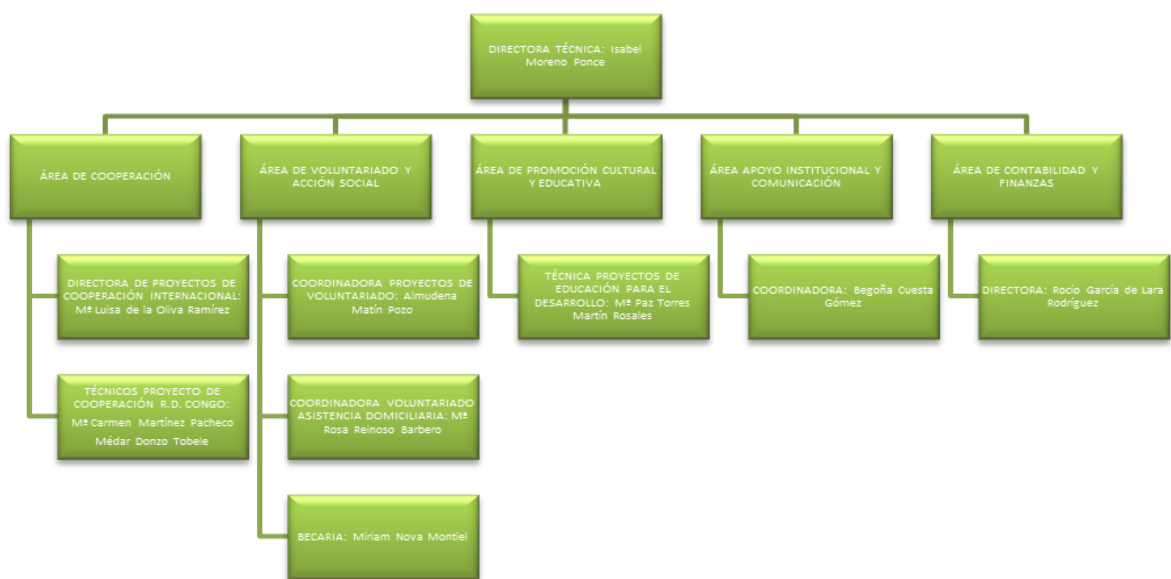 DIRECTORA TÉCNICA: Isabel
Moreno Ponce
ÁREA DE COOPERACIÓN
ÁREA DE VOLUNTARIADO Y
ACCIÓN SOCIAL
ÁREA DE PROMOCIÓN CULTURAL
Y EDUCATIVA
ÁREA APOYO INSTITUCIONAL Y
COMUNICACIÓN
ÁREA DE CONTABILIDAD Y
FINANZAS
DIRECTORA DE PROYECTOS DE
COOPERACIÓN INTERNACIONAL:
Mª Luisa de la Oliva Ramírez
COORDINADORA PROYECTOS DE
VOLUNTARIADO: Almudena
Matín Pozo
TÉCNICA PROYECTOS DE
EDUCACIÓN PARA EL
DESARROLLO: Mª Paz Torres
Martín Rosales
COORDINADORA: Begoña Cuesta
Gómez
DIRECTORA: Rocío García de Lara
Rodríguez
TÉCNICOS PROYECTO DE
COOPERACIÓN R.D. CONGO:
Mª Carmen Martínez Pacheco
Médar Donzo Tobele
COORDINADORA VOLUNTARIADO
ASISTENCIA DOMICILIARIA: Mª
Rosa Reinoso Barbero
BECARIA: Miriam Nova Montiel